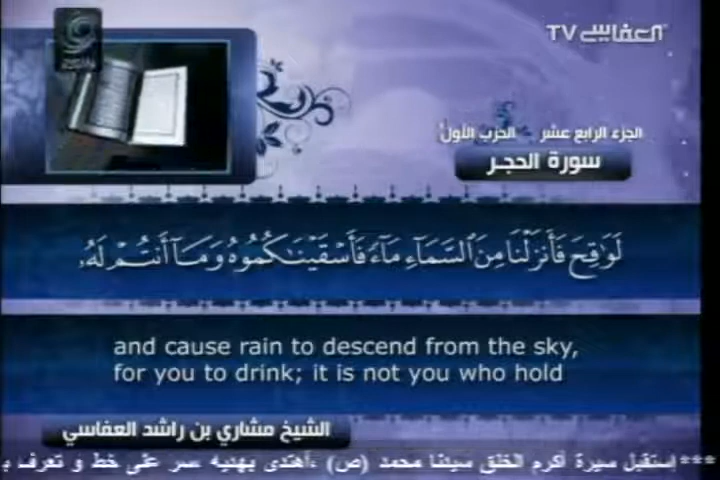 العفاسي TV
الجزء الرابع عشر الحزب الأول
سورة الحجر
لَوَٰقِحَ فَأَنزَلْنَا مِنَ ٱلسَّمَآءِ مَآءً فَأَسْقَيْنَٰكُمُوهُ وَمَآ أَنتُمْ لَهُۥ
and cause rain to descend from the sky,
for you to drink; it is not you who hold
الشيخ مشاري بن راشد العفاسي
***إستقبل سيرة أكرم الخلق سيدنا محمد (ص) ،أهتدى بهديه سر على خط و تعرف ب